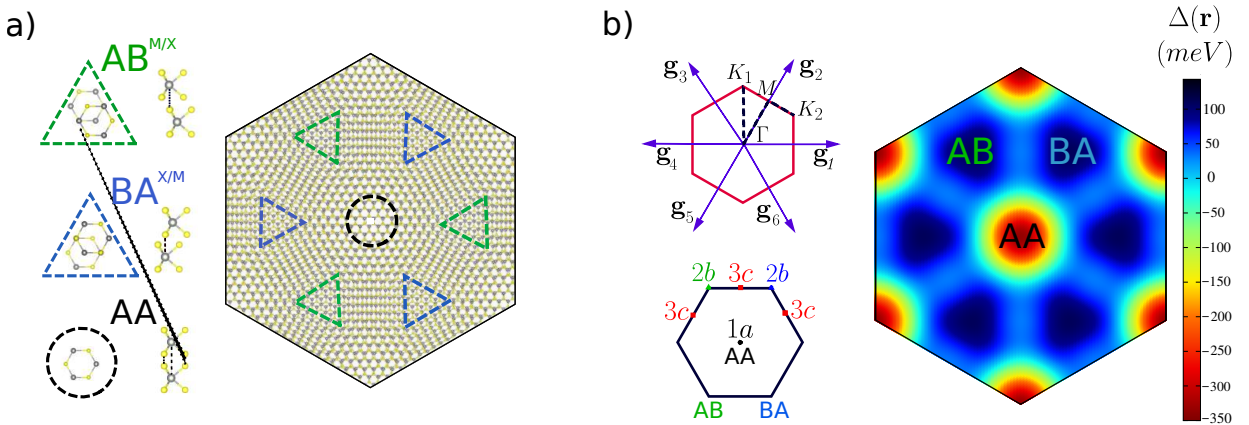 a)
AB^M/X
BA^X/M
AA
b)
g₃
K₁
g₂
M
K₂
Γ
g₄
g₁
g₅
g₆
2b
3c
2b
3c
3c
1a
AA
AB
BA
AB
BA
AA
Δ(r)
(meV)
100
50
0
−50
−100
−150
−200
−250
−300
−350